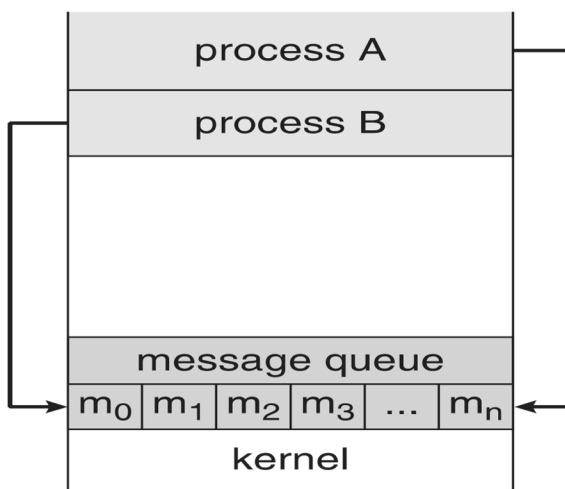 process A
process B
message queue
m₀ m₁ m₂ m₃ ... mₙ
kernel